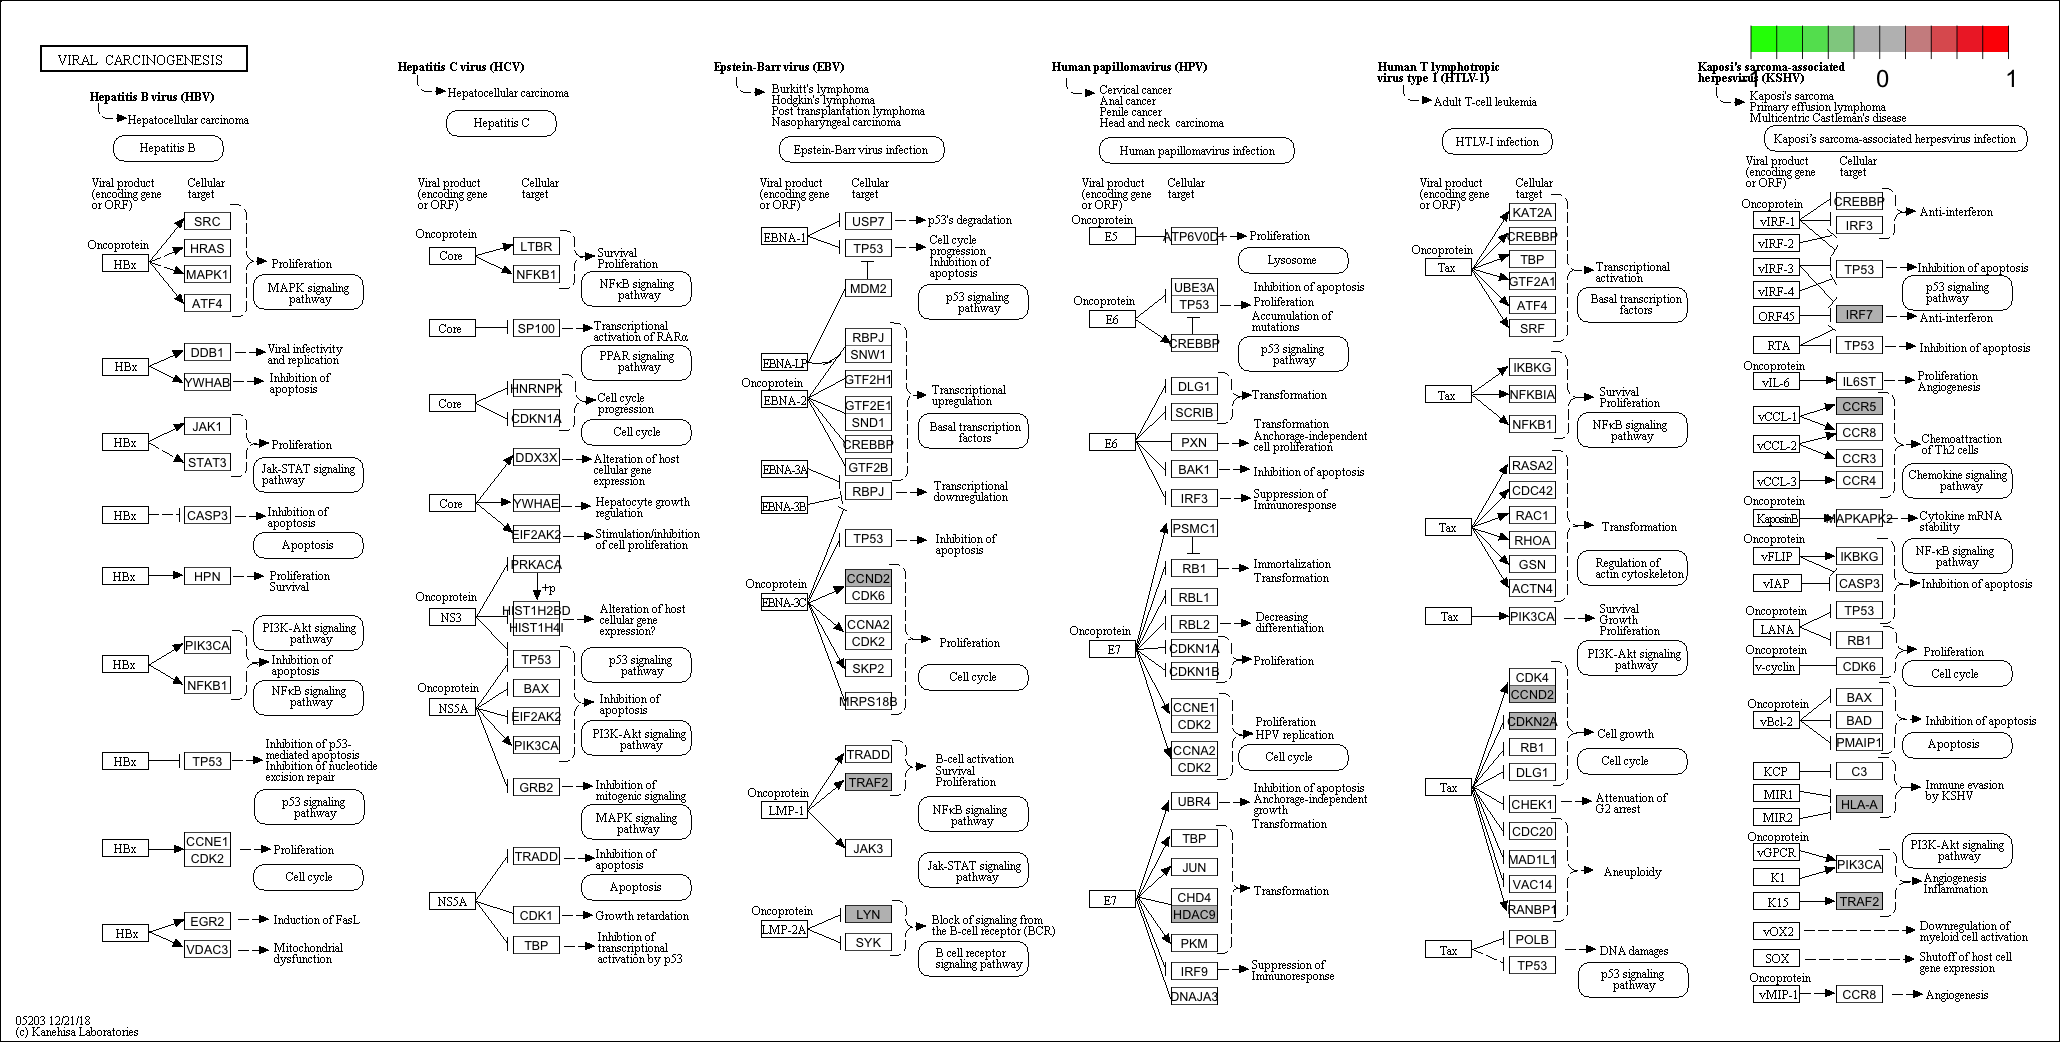 VIRAL CARCINOGENESIS
Hepatitis B virus (HBV)
Hepatocellular carcinoma
Hepatitis B
Viral product
(encoding gene
or ORF)
Cellular
target
Oncoprotein
HBx
SRC
HRAS
MAPK1
ATF4
Proliferation
MAPK signaling
pathway
HBx
DDB1
YWHAB
Viral infectivity
and replication
Inhibition of
apoptosis
HBx
JAK1
STAT3
Proliferation
Jak-STAT signaling
pathway
HBx
CASP3
Inhibition of
apoptosis
Apoptosis
HBx
HPN
Proliferation
Survival
PI3K-Akt signaling
pathway
HBx
PIK3CA
NFKB1
Inhibition of
apoptosis
NFκB signaling
pathway
HBx
TP53
Inhibition of p53-
mediated apoptosis
Inhibition of nucleotide
excision repair
p53 signaling
pathway
HBx
CCNE1
CDK2
Proliferation
Cell cycle
HBx
EGR2
VDAC3
Induction of FasL
Mitochondrial
dysfunction
05203 12/21/18
(c) Kanehisa Laboratories
Hepatitis C virus (HCV)
Hepatocellular carcinoma
Hepatitis C
Viral product
(encoding gene
or ORF)
Cellular
target
Oncoprotein
Core
LTBR
NFKB1
Survival
Proliferation
NFκB signaling
pathway
Core
SP100
Transcriptional
activation of RARα
PPAR signaling
pathway
Core
HNRNPK
CDKN1A
Cell cycle
progression
Cell cycle
Core
DDX3X
YWHAE
EIF2AK2
Alteration of host
cellular gene
expression
Hepatocyte growth
regulation
Stimulation/inhibition
of cell proliferation
Oncoprotein
NS3
PRKACA
+p
HIST1H2BD
HIST1H4I
Alteration of host
cellular gene
expression?
TP53
p53 signaling
pathway
Oncoprotein
NS5A
BAX
EIF2AK2
PIK3CA
Inhibition of
apoptosis
PI3K-Akt signaling
pathway
GRB2
Inhibition of
mitogenic signaling
MAPK signaling
pathway
NS5A
TRADD
Inhibition of
apoptosis
Apoptosis
CDK1
Growth retardation
TBP
Inhibtion of
transcriptional
activation by p53
Epstein-Barr virus (EBV)
Burkitt's lymphoma
Hodgkin's lymphoma
Post transplantation lymphoma
Nasopharyngeal carcinoma
Epstein-Barr virus infection
Viral product
(encoding gene
or ORF)
Cellular
target
EBNA-1
USP7
TP53
p53's degradation
Cell cycle
progression
Inhibition of
apoptosis
p53 signaling
pathway
MDM2
EBNA-LP
Oncoprotein
EBNA-2
RBPJ
SNW1
GTF2H1
GTF2E1
SND1
CREBBP
GTF2B
Transcriptional
upregulation
Basal transcription
factors
EBNA-3A
EBNA-3B
RBPJ
Transcriptional
downregulation
TP53
Inhibition of
apoptosis
Oncoprotein
EBNA-3C
CCND2
CDK6
CCNA2
CDK2
SKP2
MRPS18B
Proliferation
Cell cycle
Oncoprotein
LMP-1
TRADD
TRAF2
JAK3
B-cell activation
Survival
Proliferation
NFκB signaling
pathway
Jak-STAT signaling
pathway
Oncoprotein
LMP-2A
LYN
SYK
Block of signaling from
the B-cell receptor (BCR)
B cell receptor
signaling pathway
Human papillomavirus (HPV)
Cervical cancer
Anal cancer
Penile cancer
Head and neck carcinoma
Human papillomavirus infection
Viral product
(encoding gene
or ORF)
Cellular
target
Oncoprotein
E5
ATP6V0D1
Proliferation
Lysosome
Oncoprotein
E6
UBE3A
TP53
CREBBP
Inhibition of apoptosis
Proliferation
Accumulation of
mutations
p53 signaling
pathway
E6
DLG1
SCRIB
PXN
BAK1
IRF3
Transformation
Transformation
Anchorage-independent
cell proliferation
Inhibition of apoptosis
Suppression of
Immunoresponse
Oncoprotein
E7
PSMC1
RB1
RBL1
RBL2
CDKN1A
CDKN1B
CCNE1
CDK2
CCNA2
CDK2
Immortalization
Transformation
Decreasing
differentiation
Proliferation
Proliferation
HPV replication
Cell cycle
E7
UBR4
TBP
JUN
CHD4
HDAC9
PKM
IRF9
DNAJA3
Inhibition of apoptosis
Anchorage-independent
growth
Transformation
Transformation
Suppression of
Immunoresponse
Human T lymphotropic
virus type 1 (HTLV-1)
Adult T-cell leukemia
HTLV-I infection
Viral product
(encoding gene
or ORF)
Cellular
target
Oncoprotein
Tax
KAT2A
CREBBP
TBP
GTF2A1
ATF4
SRF
Transcriptional
activation
Basal transcription
factors
Tax
IKBKG
NFKBIA
NFKB1
Survival
Proliferation
NFκB signaling
pathway
Tax
RASA2
CDC42
RAC1
RHOA
GSN
ACTN4
Transformation
Regulation of
actin cytoskeleton
Tax
PIK3CA
Survival
Growth
Proliferation
PI3K-Akt signaling
pathway
Tax
CDK4
CCND2
CDKN2A
RB1
DLG1
CHEK1
CDC20
MAD1L1
VAC14
RANBP1
Cell growth
Cell cycle
Attenuation of
G2 arrest
Aneuploidy
Tax
POLB
TP53
DNA damages
p53 signaling
pathway
-1
0
1
Kaposi's sarcoma-associated
herpesvirus (KSHV)
Kaposi's sarcoma
Primary effusion lymphoma
Multicentric Castleman's disease
Kaposi's sarcoma-associated herpesvirus infection
Viral product
(encoding gene
or ORF)
Cellular
target
Oncoprotein
vIRF-1
vIRF-2
CREBBP
IRF3
Anti-interferon
vIRF-3
vIRF-4
TP53
Inhibition of apoptosis
p53 signaling
pathway
ORF45
IRF7
Anti-interferon
RTA
TP53
Inhibition of apoptosis
Oncoprotein
vIL-6
IL6ST
Proliferation
Angiogenesis
vCCL-1
vCCL-2
vCCL-3
CCR5
CCR8
CCR3
CCR4
Chemoattraction
of Th2 cells
Chemokine signaling
pathway
Oncoprotein
KaposinB
MAPKAPK2
Cytokine mRNA
stability
Oncoprotein
vFLIP
IKBKG
NF-κB signaling
pathway
vIAP
CASP3
Inhibition of apoptosis
Oncoprotein
LANA
TP53
RB1
Oncoprotein
v-cyclin
CDK6
Proliferation
Cell cycle
Oncoprotein
vBcl-2
BAX
BAD
PMAIP1
Inhibition of apoptosis
Apoptosis
KCP
C3
MIR1
MIR2
HLA-A
Immune evasion
by KSHV
Oncoprotein
vGPCR
K1
PIK3CA
PI3K-Akt signaling
pathway
K15
TRAF2
Angiogenesis
Inflammation
vOX2
Downregulation of
myeloid cell activation
SOX
Shutoff of host cell
gene expression
Oncoprotein
vMIP-1
CCR8
Angiogenesis